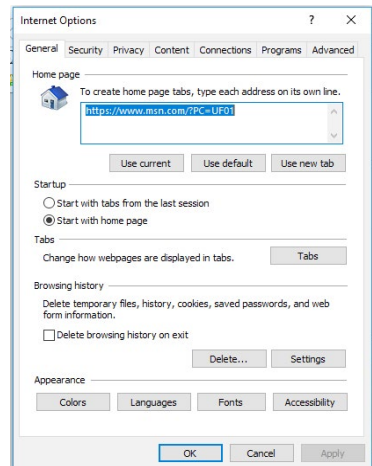 Internet Options ? X
General Security Privacy Content Connections Programs Advanced
Home page
To create home page tabs, type each address on its own line.
https://www.msn.com/?PC=UF01
Use current Use default Use new tab
Startup
Start with tabs from the last session
Start with home page
Tabs
Change how webpages are displayed in tabs. Tabs
Browsing history
Delete temporary files, history, cookies, saved passwords, and web
form information.
Delete browsing history on exit
Delete... Settings
Appearance
Colors Languages Fonts Accessibility
OK Cancel Apply